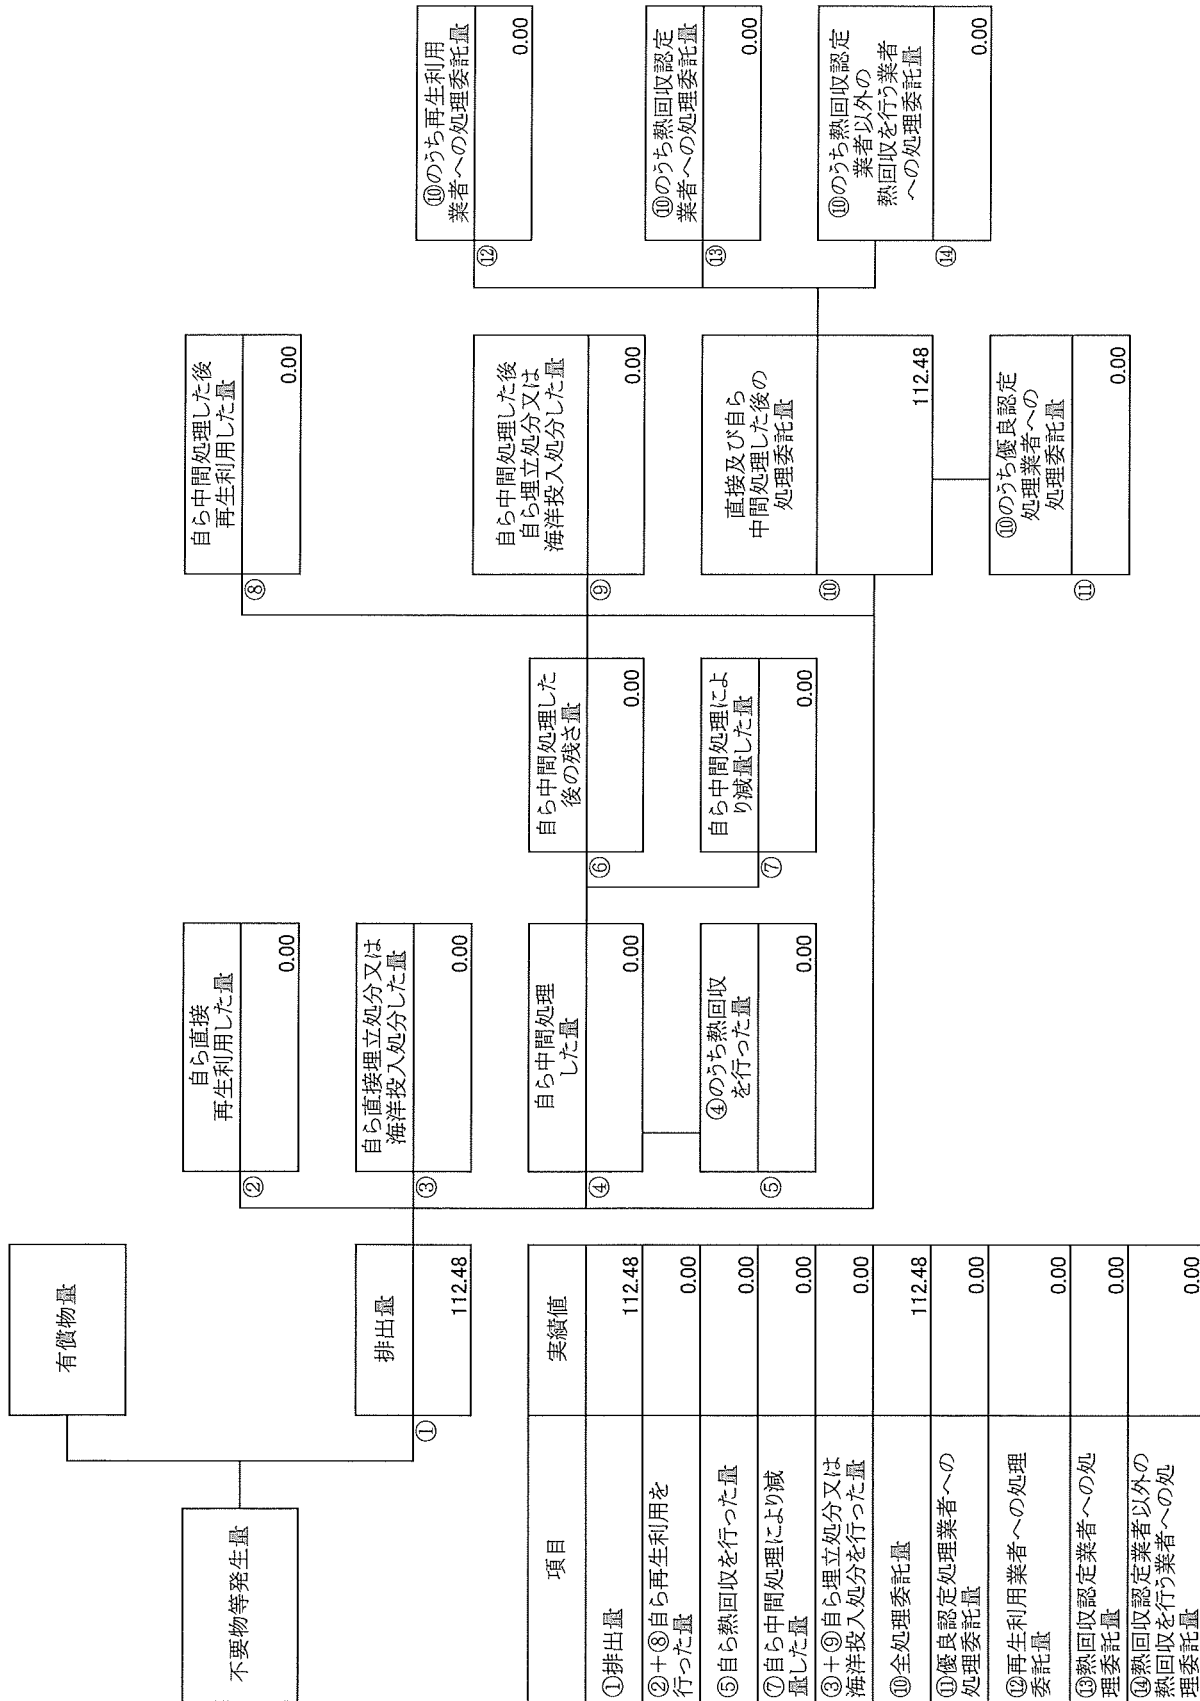 不要物等発生量
有償物量
①
排出量
112.48
②
自ら直接
再生利用した量
0.00
③
自ら直接埋立処分又は
海洋投入処分した量
0.00
④
自ら中間処理
した量
0.00
⑤
④のうち熱回収
を行った量
0.00
⑥
自ら中間処理した
後の残さ量
0.00
⑦
自ら中間処理によ
り減量した量
0.00
⑧
自ら中間処理した後
再生利用した量
0.00
⑨
自ら中間処理した後
自ら埋立処分又は
海洋投入処分した量
0.00
⑩
直接及び自ら
中間処理した後の
処理委託量
112.48
⑪
⑩のうち優良認定
処理業者への
処理委託量
0.00
⑫
⑩のうち再生利用
業者への処理委託量
0.00
⑬
⑩のうち熱回収認定
業者への処理委託量
0.00
⑭
⑩のうち熱回収認定
業者以外の
熱回収を行う業者
への処理委託量
0.00
項目
実績値
①排出量
112.48
②+⑧自ら再生利用を
行った量
0.00
⑤自ら熱回収を行った量
0.00
⑦自ら中間処理により減
量した量
0.00
③+⑨自ら埋立処分又は
海洋投入処分を行った量
0.00
⑩全処理委託量
112.48
⑪優良認定処理業者への
処理委託量
0.00
⑫再生利用業者への処理
委託量
0.00
⑬熱回収認定業者への処
理委託量
0.00
⑭熱回収認定業者以外の
熱回収を行う業者への処
理委託量
0.00